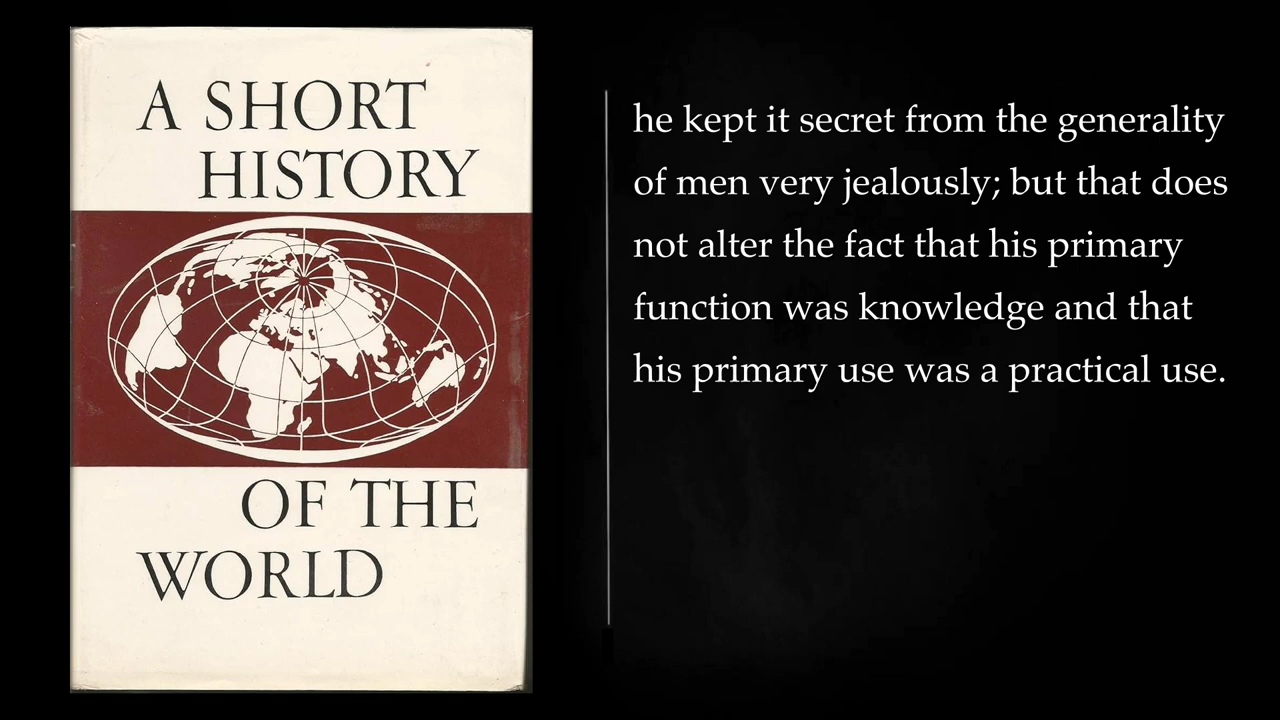 A SHORT
HISTORY
OF THE
WORLD
he kept it secret from the generality
of men very jealously; but that does
not alter the fact that his primary
function was knowledge and that
his primary use was a practical use.